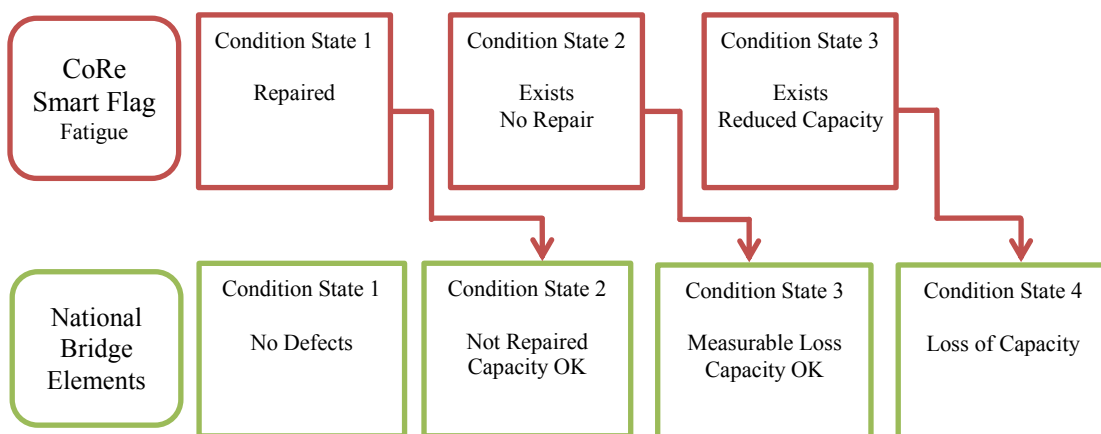 CoRe
Smart Flag
Fatigue
Condition State 1
Repaired
Condition State 2
Exists
No Repair
Condition State 3
Exists
Reduced Capacity
National
Bridge
Elements
Condition State 1
No Defects
Condition State 2
Not Repaired
Capacity OK
Condition State 3
Measurable Loss
Capacity OK
Condition State 4
Loss of Capacity